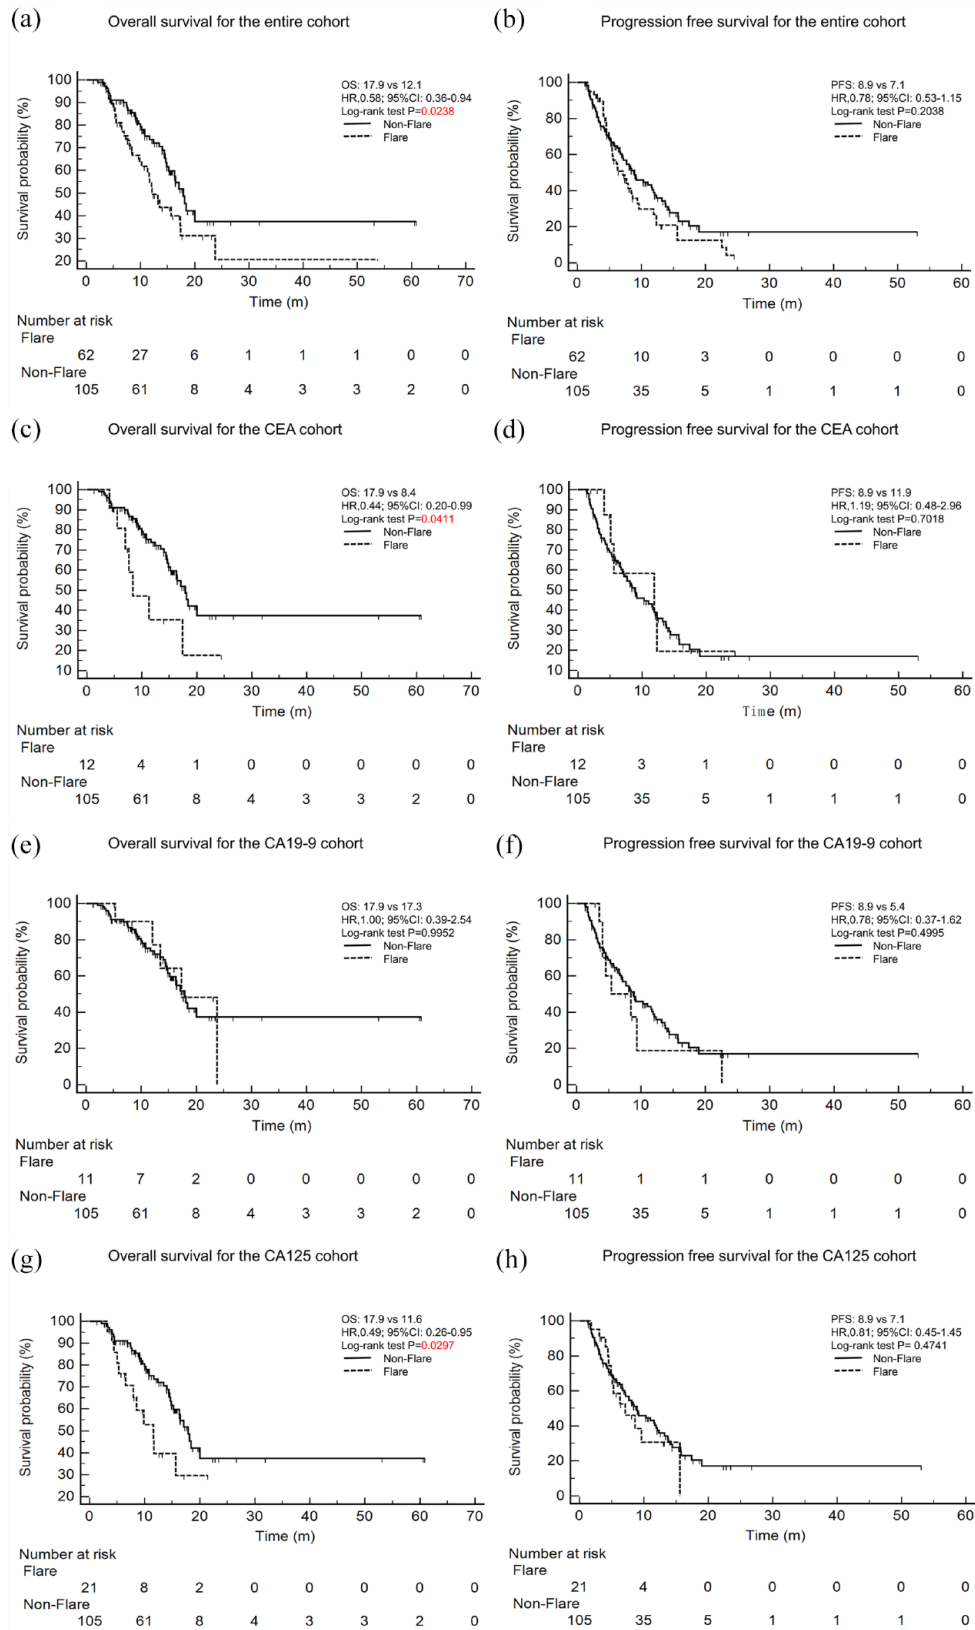 (a) Overall survival for the entire cohort
OS: 17.9 vs 12.1
HR,0.58; 95%CI: 0.36-0.94
Log-rank test P=0.0238
Non-Flare
Flare
Survival probability (%)
100
90
80
70
60
50
40
30
20
0 10 20 30 40 50 60 70
Time (m)
Number at risk
Flare
62 27 6 1 1 1 0 0
Non-Flare
105 61 8 4 3 3 2 0
(b) Progression free survival for the entire cohort
PFS: 8.9 vs 7.1
HR,0.78; 95%CI: 0.53-1.15
Log-rank test P=0.2038
Non-Flare
Flare
Survival probability (%)
100
80
60
40
20
0
0 10 20 30 40 50 60
Time (m)
Number at risk
Flare
62 10 3 0 0 0 0
Non-Flare
105 35 5 1 1 1 0
(c) Overall survival for the CEA cohort
OS: 17.9 vs 8.4
HR,0.44; 95%CI: 0.20-0.99
Log-rank test P=0.0411
Non-Flare
Flare
Survival probability (%)
100
90
80
70
60
50
40
30
20
10
0 10 20 30 40 50 60 70
Time (m)
Number at risk
Flare
12 4 1 0 0 0 0 0
Non-Flare
105 61 8 4 3 3 2 0
(d) Progression free survival for the CEA cohort
PFS: 8.9 vs 11.9
HR,1.19; 95%CI: 0.48-2.96
Log-rank test P=0.7018
Non-Flare
Flare
Survival probability (%)
100
90
80
70
60
50
40
30
20
10
0 10 20 30 40 50 60
Time (m)
Number at risk
Flare
12 3 1 0 0 0 0
Non-Flare
105 35 5 1 1 1 0
(e) Overall survival for the CA19-9 cohort
OS: 17.9 vs 17.3
HR,1.00; 95%CI: 0.39-2.54
Log-rank test P=0.9952
Non-Flare
Flare
Survival probability (%)
100
80
60
40
20
0
0 10 20 30 40 50 60 70
Time (m)
Number at risk
Flare
11 7 2 0 0 0 0 0
Non-Flare
105 61 8 4 3 3 2 0
(f) Progression free survival for the CA19-9 cohort
PFS: 8.9 vs 5.4
HR,0.78; 95%CI: 0.37-1.62
Log-rank test P=0.4995
Non-Flare
Flare
Survival probability (%)
100
80
60
40
20
0
0 10 20 30 40 50 60
Time (m)
Number at risk
Flare
11 1 1 0 0 0 0
Non-Flare
105 35 5 1 1 1 0
(g) Overall survival for the CA125 cohort
OS: 17.9 vs 11.6
HR,0.49; 95%CI: 0.26-0.95
Log-rank test P=0.0297
Non-Flare
Flare
Survival probability (%)
100
90
80
70
60
50
40
30
20
0 10 20 30 40 50 60 70
Time (m)
Number at risk
Flare
21 8 2 0 0 0 0 0
Non-Flare
105 61 8 4 3 3 2 0
(h) Progression free survival for the CA125 cohort
PFS: 8.9 vs 7.1
HR,0.81; 95%CI: 0.45-1.45
Log-rank test P= 0.4741
Non-Flare
Flare
Survival probability (%)
100
80
60
40
20
0
0 10 20 30 40 50 60
Time (m)
Number at risk
Flare
21 4 0 0 0 0 0
Non-Flare
105 35 5 1 1 1 0